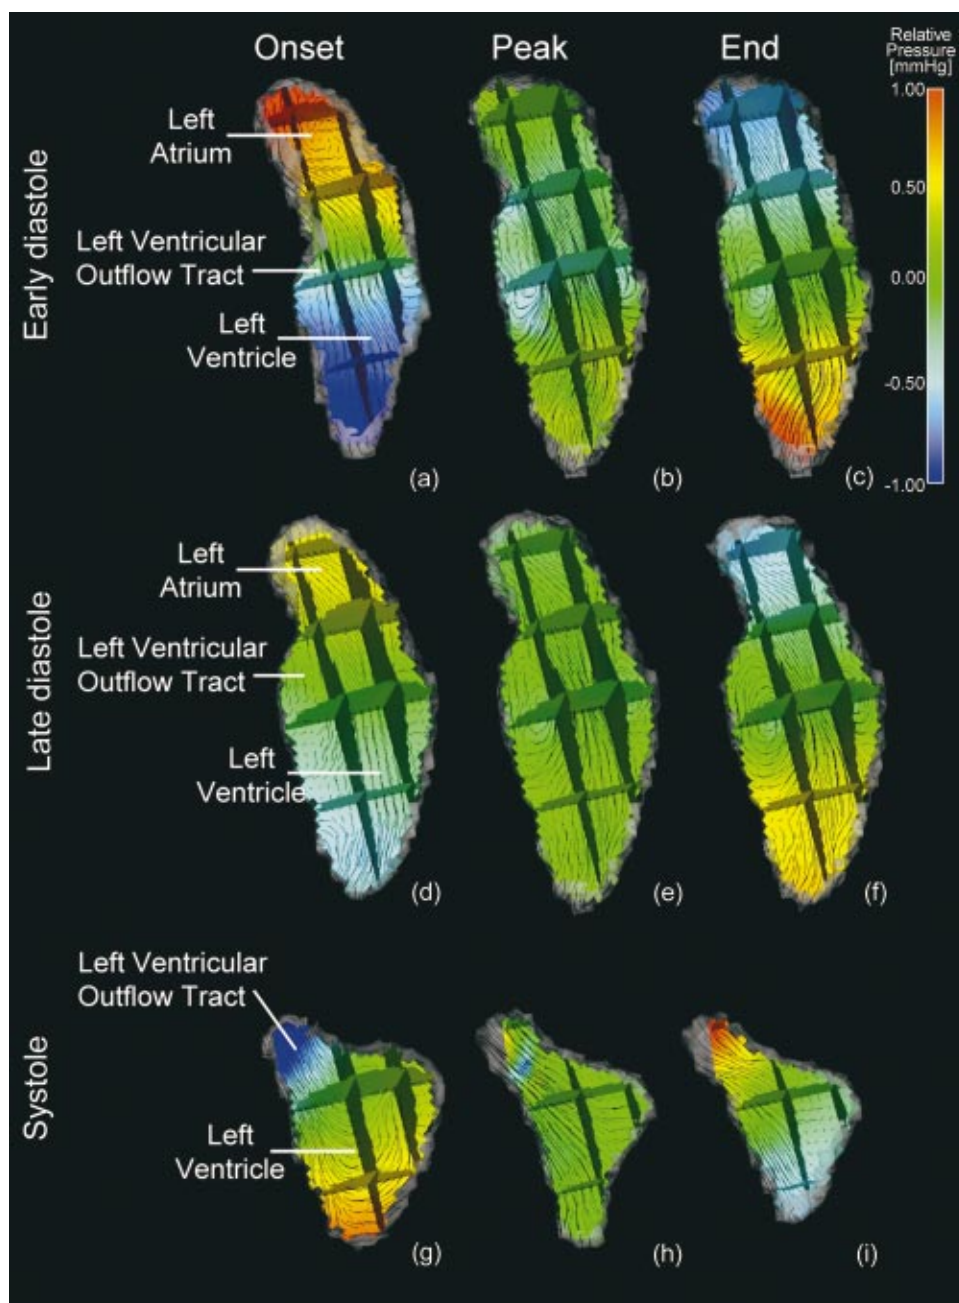 Onset
Peak
End
Relative
Pressure
[mmHg]
1.00
0.50
0.00
-0.50
-1.00
Early diastole
Left
Atrium
Left Ventricular
Outflow Tract
Left
Ventricle
(a)
(b)
(c)
Late diastole
Left
Atrium
Left Ventricular
Outflow Tract
Left
Ventricle
(d)
(e)
(f)
Systole
Left Ventricular
Outflow Tract
Left
Ventricle
(g)
(h)
(i)